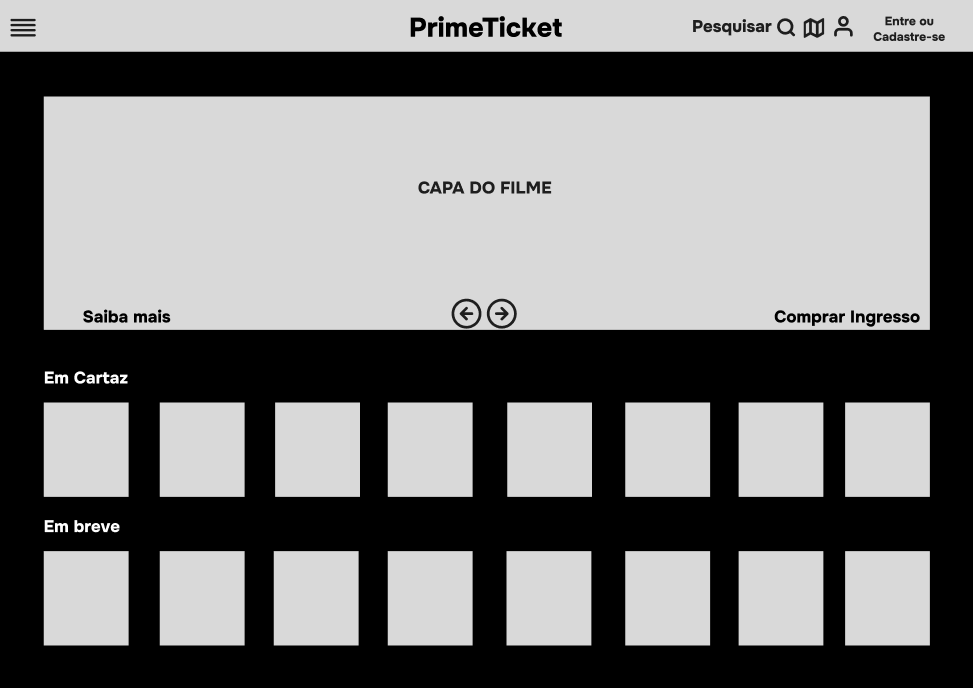 PrimeTicket
Pesquisar
Entre ou
Cadastre-se
CAPA DO FILME
Saiba mais
Comprar Ingresso
Em Cartaz
Em breve